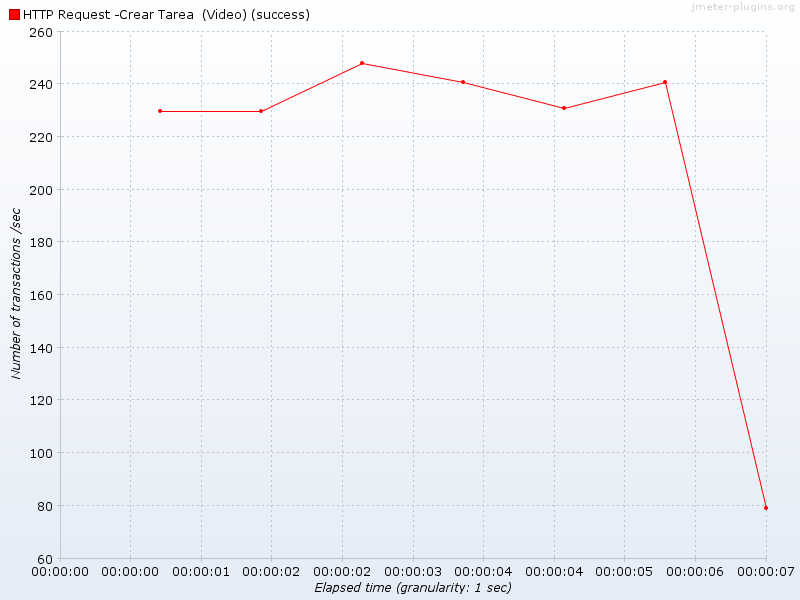 jmeter-plugins.org
HTTP Request -Crear Tarea  (Video) (success)
260
240
220
200
180
160
140
120
100
80
60
Number of transactions /sec
00:00:00 00:00:00 00:00:01 00:00:02 00:00:02 00:00:03 00:00:04 00:00:04 00:00:05 00:00:06 00:00:07
Elapsed time (granularity: 1 sec)